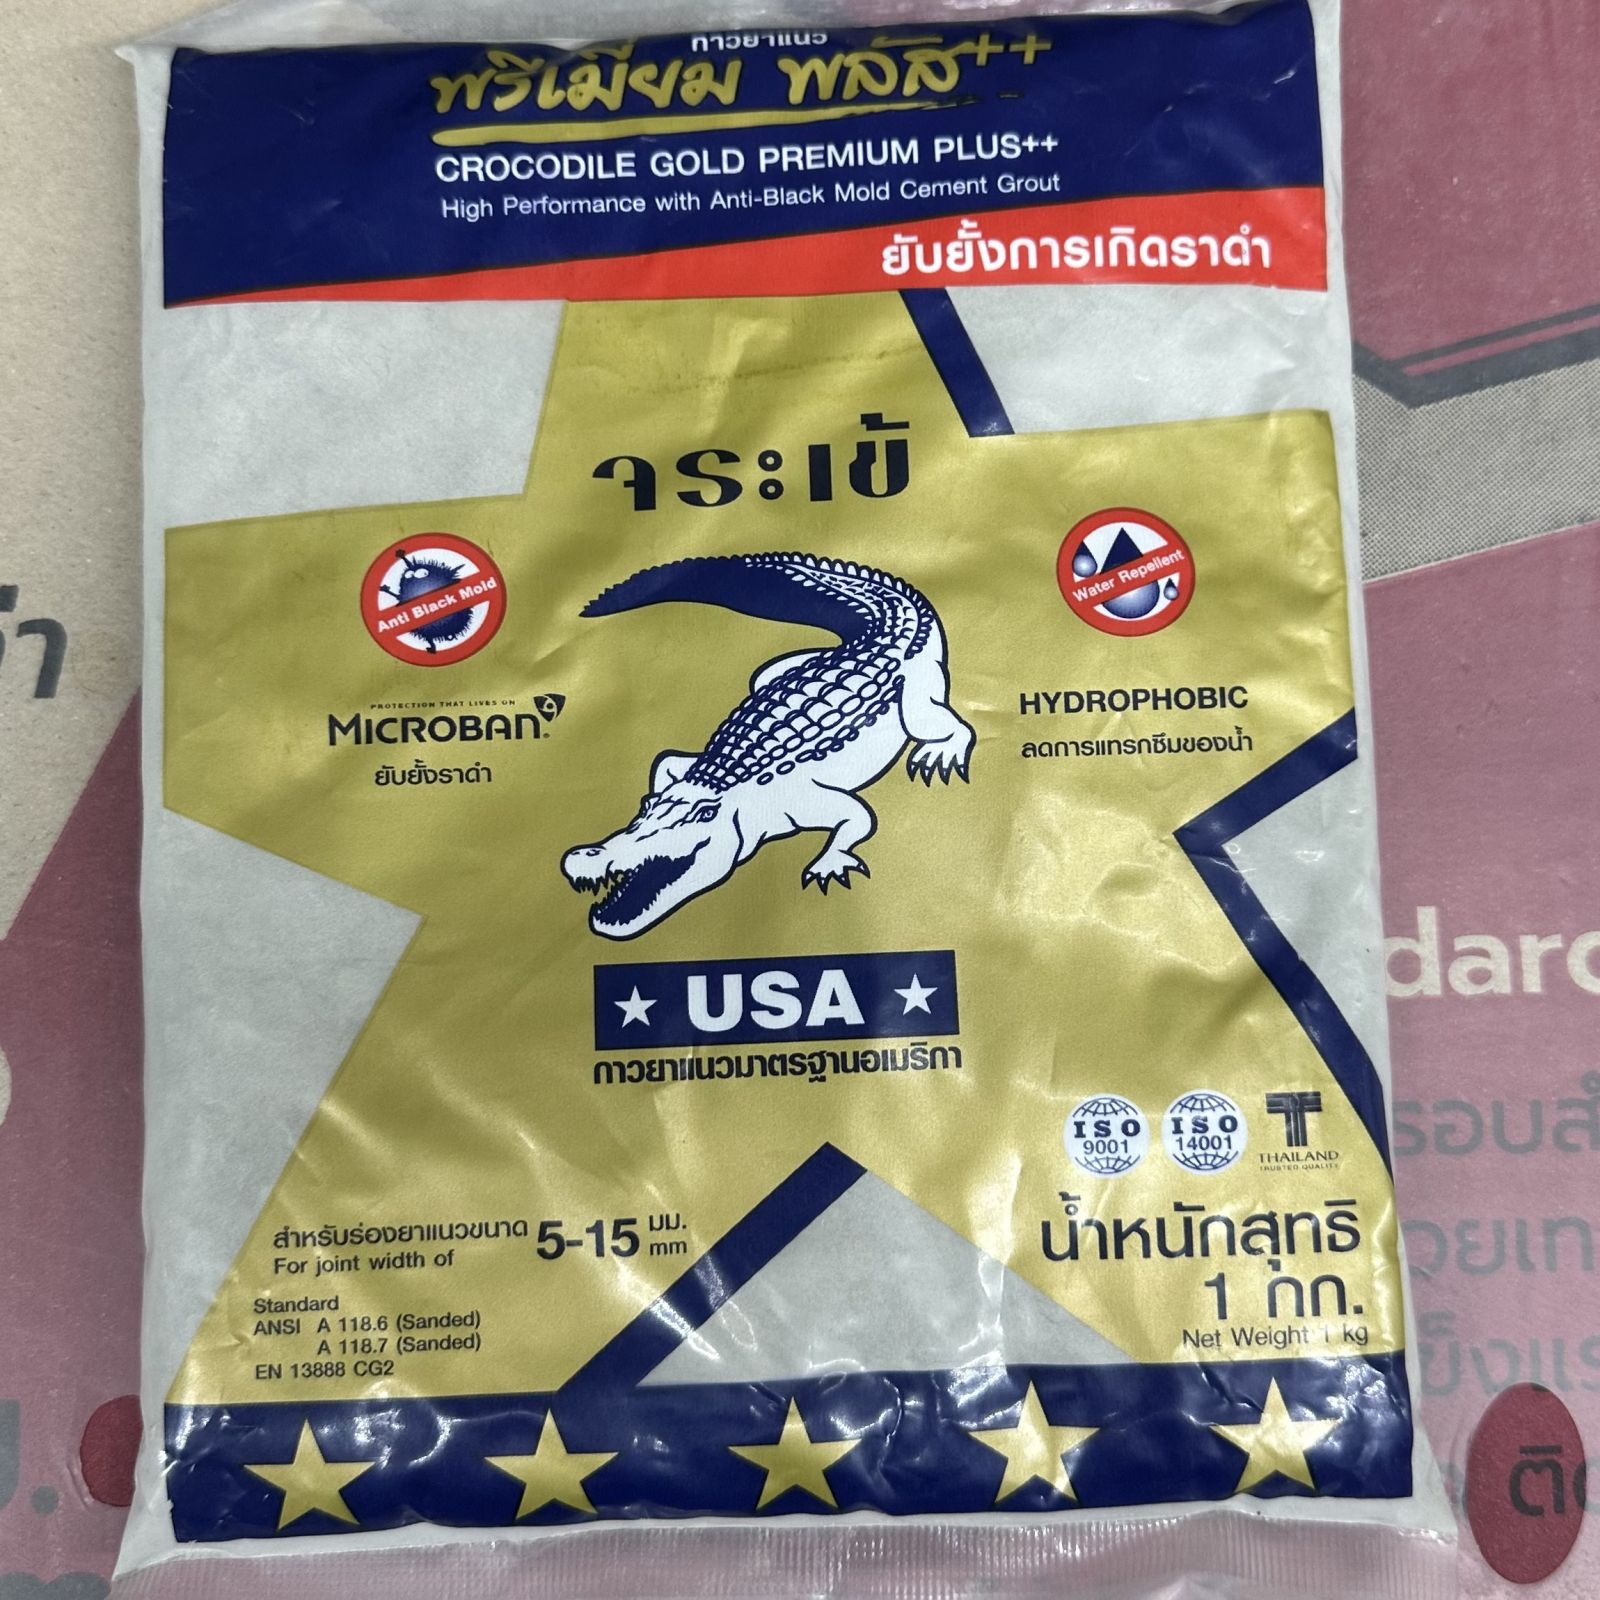 กาวยาแนว
พรีเมี่ยม พลัส++
CROCODILE GOLD PREMIUM PLUS++
High Performance with Anti-Black Mold Cement Grout
ยับยั้งการเกิดราดำ
จระเข้
Anti Black Mold
Water Repellent
PROTECTION THAT LIVES ON
MICROBAN®
ยับยั้งราดำ
HYDROPHOBIC
ลดการแทรกซึมของน้ำ
USA
กาวยาแนวมาตรฐานอเมริกา
ISO 9001
ISO 14001
THAILAND
TRUSTED QUALITY
สำหรับร่องยาแนวขนาด 5-15 มม.
For joint width of mm
น้ำหนักสุทธิ
1 กก.
Net Weight 1 kg
Standard
ANSI A 118.6 (Sanded)
A 118.7 (Sanded)
EN 13888 CG2